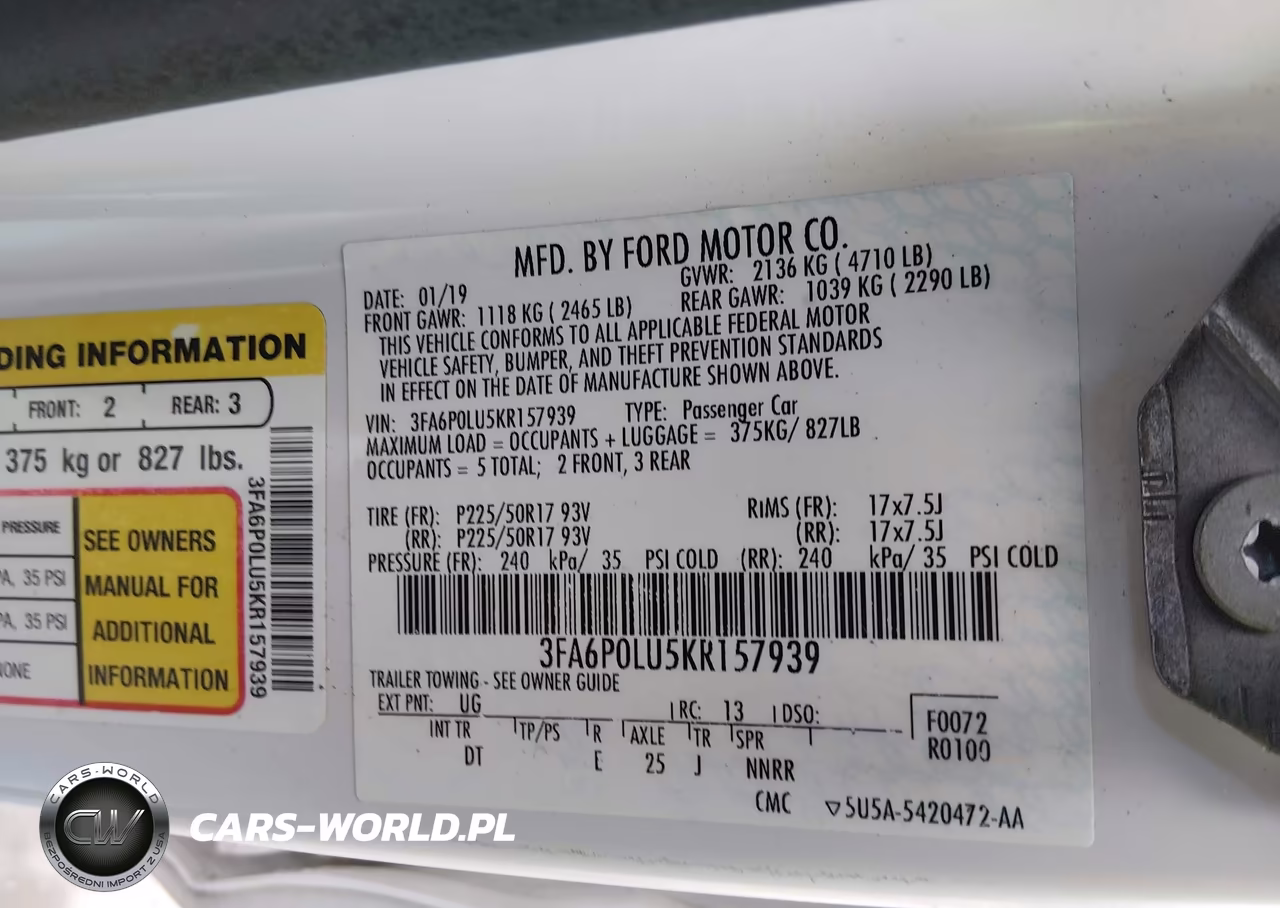 DING INFORMATION
FRONT: 2 REAR: 3
375 kg or 827 lbs.
PRESSURE
PA, 35 PSI
PA, 35 PSI
NONE
SEE OWNERS
MANUAL FOR
ADDITIONAL
INFORMATION
3FA6P0LU5KR157939
MFD. BY FORD MOTOR CO.
DATE: 01/19 GVWR: 2136 KG ( 4710 LB)
FRONT GAWR: 1118 KG ( 2465 LB) REAR GAWR: 1039 KG ( 2290 LB)
THIS VEHICLE CONFORMS TO ALL APPLICABLE FEDERAL MOTOR
VEHICLE SAFETY, BUMPER, AND THEFT PREVENTION STANDARDS
IN EFFECT ON THE DATE OF MANUFACTURE SHOWN ABOVE.
VIN: 3FA6P0LU5KR157939 TYPE: Passenger Car
MAXIMUM LOAD = OCCUPANTS + LUGGAGE = 375KG/ 827LB
OCCUPANTS = 5 TOTAL; 2 FRONT, 3 REAR
TIRE (FR): P225/50R17 93V RIMS (FR): 17x7.5J
(RR): P225/50R17 93V (RR): 17x7.5J
PRESSURE (FR): 240 kPa/ 35 PSI COLD (RR): 240 kPa/ 35 PSI COLD
3FA6P0LU5KR157939
TRAILER TOWING - SEE OWNER GUIDE
EXT PNT: UG RC: 13 DSO:
F0072
R0100
INT TR TP/PS R AXLE TR SPR
DT E 25 J NNRR
CMC ▽5U5A-5420472-AA
CARS-WORLD
CW
BEZPOŚREDNI IMPORT Z USA
CARS-WORLD.PL